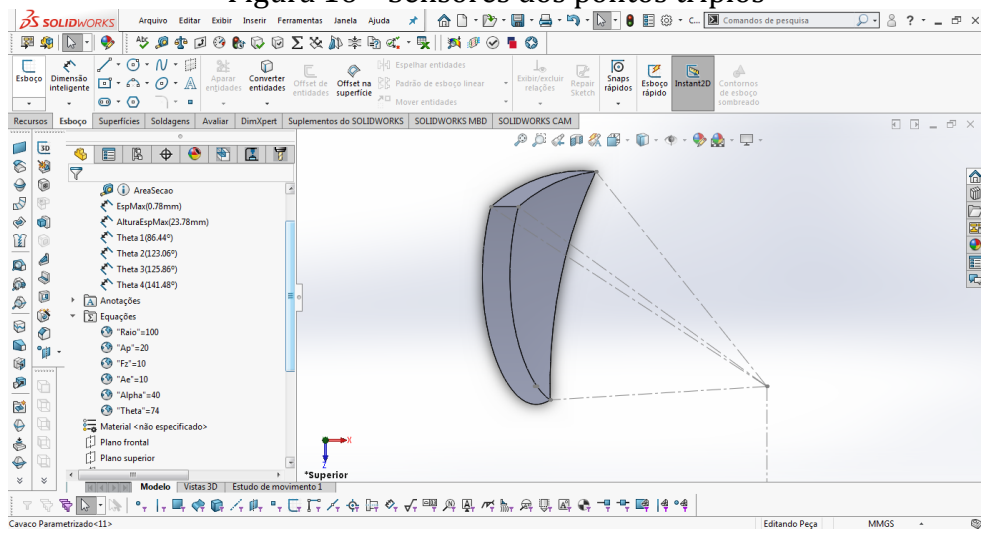 Figura 16 - Sensores dos pontos triplos
SOLIDWORKS Arquivo Editar Exibir Inserir Ferramentas Janela Ajuda C... Comandos de pesquisa
Esboço Dimensão inteligente Aparar entidades Converter entidades Offset de entidades Offset na superfície Espelhar entidades Padrão de esboço linear Mover entidades Exibir/excluir relações Repair Sketch Snaps rápidos Esboço rápido Instant2D Contornos de esboço sombreado
Recursos Esboço Superfícies Soldagens Avaliar DimXpert Suplementos do SOLIDWORKS SOLIDWORKS MBD SOLIDWORKS CAM
AreaSecao
EspMax(0.78mm)
AlturaEspMax(23.78mm)
Theta 1(86.44º)
Theta 2(123.06º)
Theta 3(125.86º)
Theta 4(141.48º)
Anotações
Equações
"Raio"=100
"Ap"=20
"Fz"=10
"Ae"=10
"Alpha"=40
"Theta"=74
Material <não especificado>
Plano frontal
Plano superior
X
Z
*Superior
Modelo Vistas 3D Estudo de movimento 1
Cavaco Parametrizado<11> Editando Peça MMGS